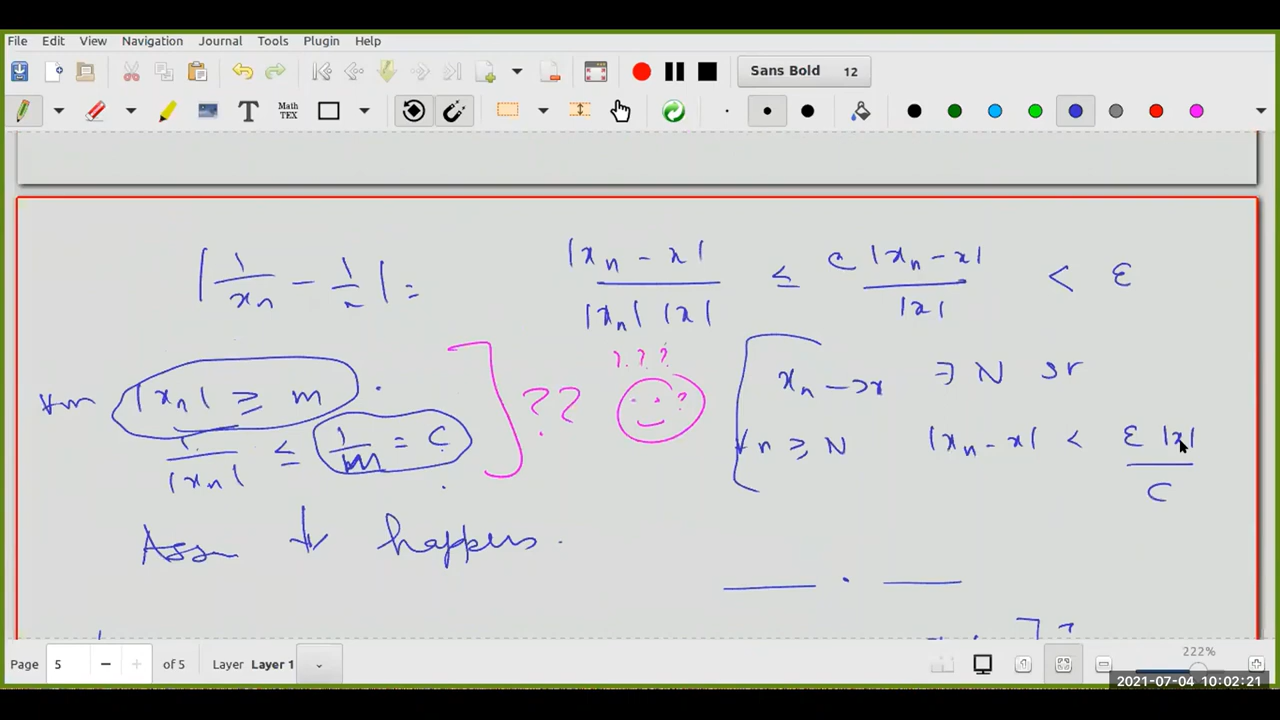 File Edit View Navigation Journal Tools Plugin Help
Sans Bold 12
T Math TEX
|1/xn − 1/x| = |xn − x| / |xn| |x| ≤ C |xn − x| / |x| < ε
? ? ?
|xn| ≥ m . ?? xn → x ∃ N st
1/|xn| ≤ 1/m = C ∀ n ≥ N |xn − x| < ε |x| / C
happens.
Page 5 of 5 Layer Layer 1 222%
2021-07-04 10:02:21